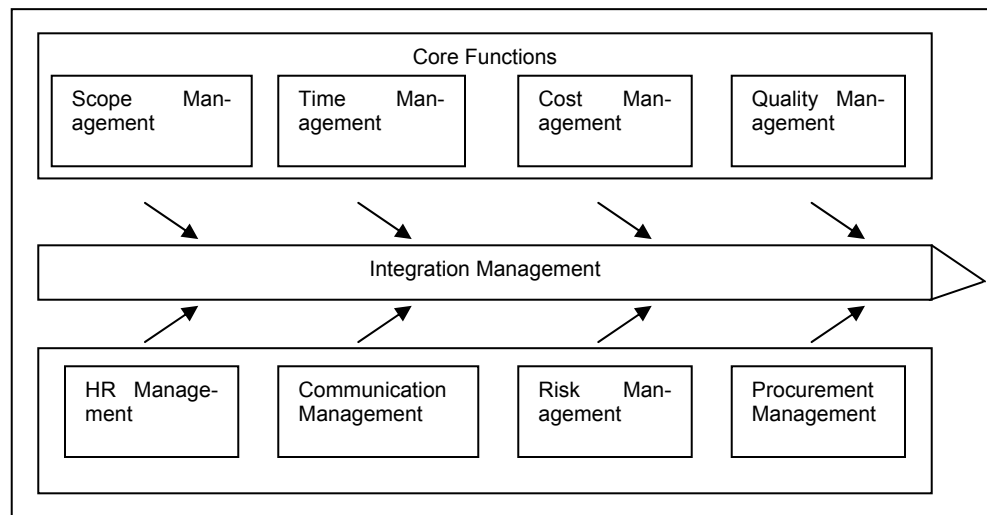 Core Functions
Scope Man-
agement
Time Man-
agement
Cost Man-
agement
Quality Man-
agement
Integration Management
HR Manage-
ment
Communication
Management
Risk Man-
agement
Procurement
Management